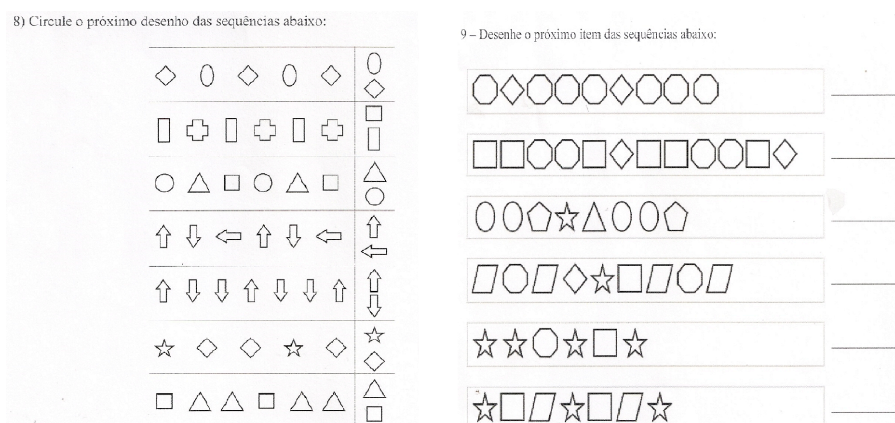 8) Circule o próximo desenho das sequências abaixo:
9 – Desenhe o próximo item das sequências abaixo: